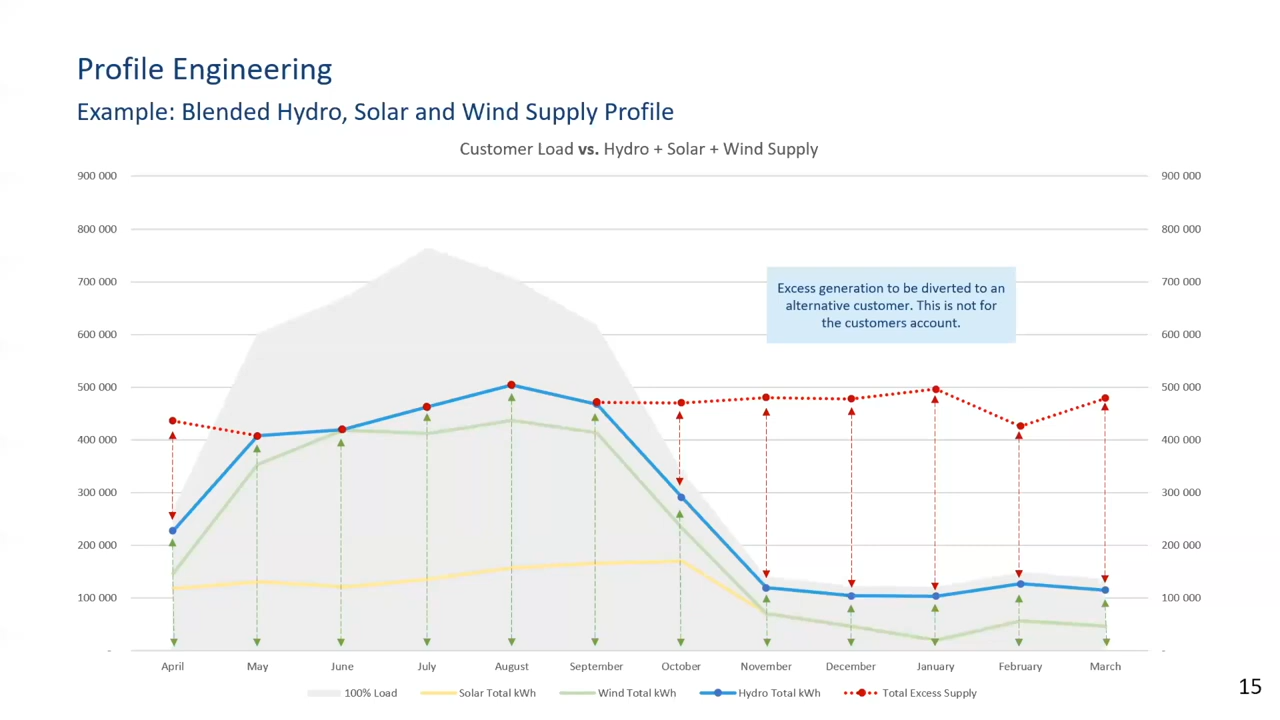 Profile Engineering
Example: Blended Hydro, Solar and Wind Supply Profile
Customer Load vs. Hydro + Solar + Wind Supply
900 000 900 000
800 000 800 000
700 000 700 000
600 000 600 000
500 000 500 000
400 000 400 000
300 000 300 000
200 000 200 000
100 000 100 000
- -
Excess generation to be diverted to an
alternative customer. This is not for
the customers account.
April May June July August September October November December January February March
100% Load Solar Total kWh Wind Total kWh Hydro Total kWh Total Excess Supply
15